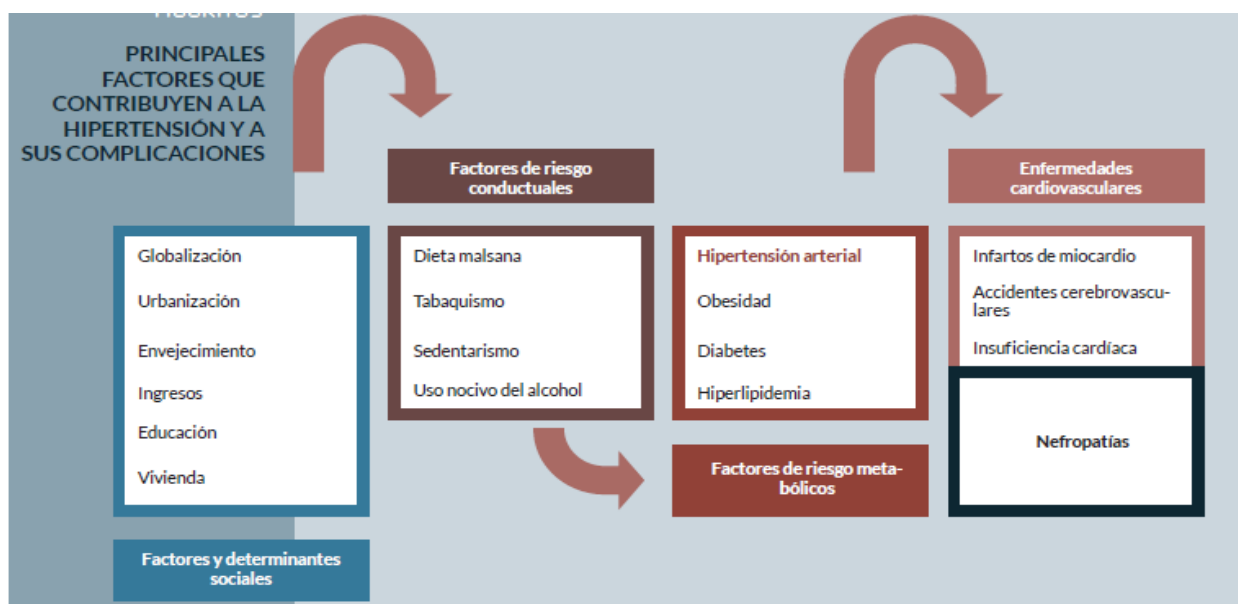 PRINCIPALES
FACTORES QUE
CONTRIBUYEN A LA
HIPERTENSIÓN Y A
SUS COMPLICACIONES
Factores y determinantes
sociales
Globalización
Urbanización
Envejecimiento
Ingresos
Educación
Vivienda
Factores de riesgo
conductuales
Dieta malsana
Tabaquismo
Sedentarismo
Uso nocivo del alcohol
Factores de riesgo meta-
bólicos
Hipertensión arterial
Obesidad
Diabetes
Hiperlipidemia
Enfermedades
cardiovasculares
Infartos de miocardio
Accidentes cerebrovascu-
lares
Insuficiencia cardíaca
Nefropatías